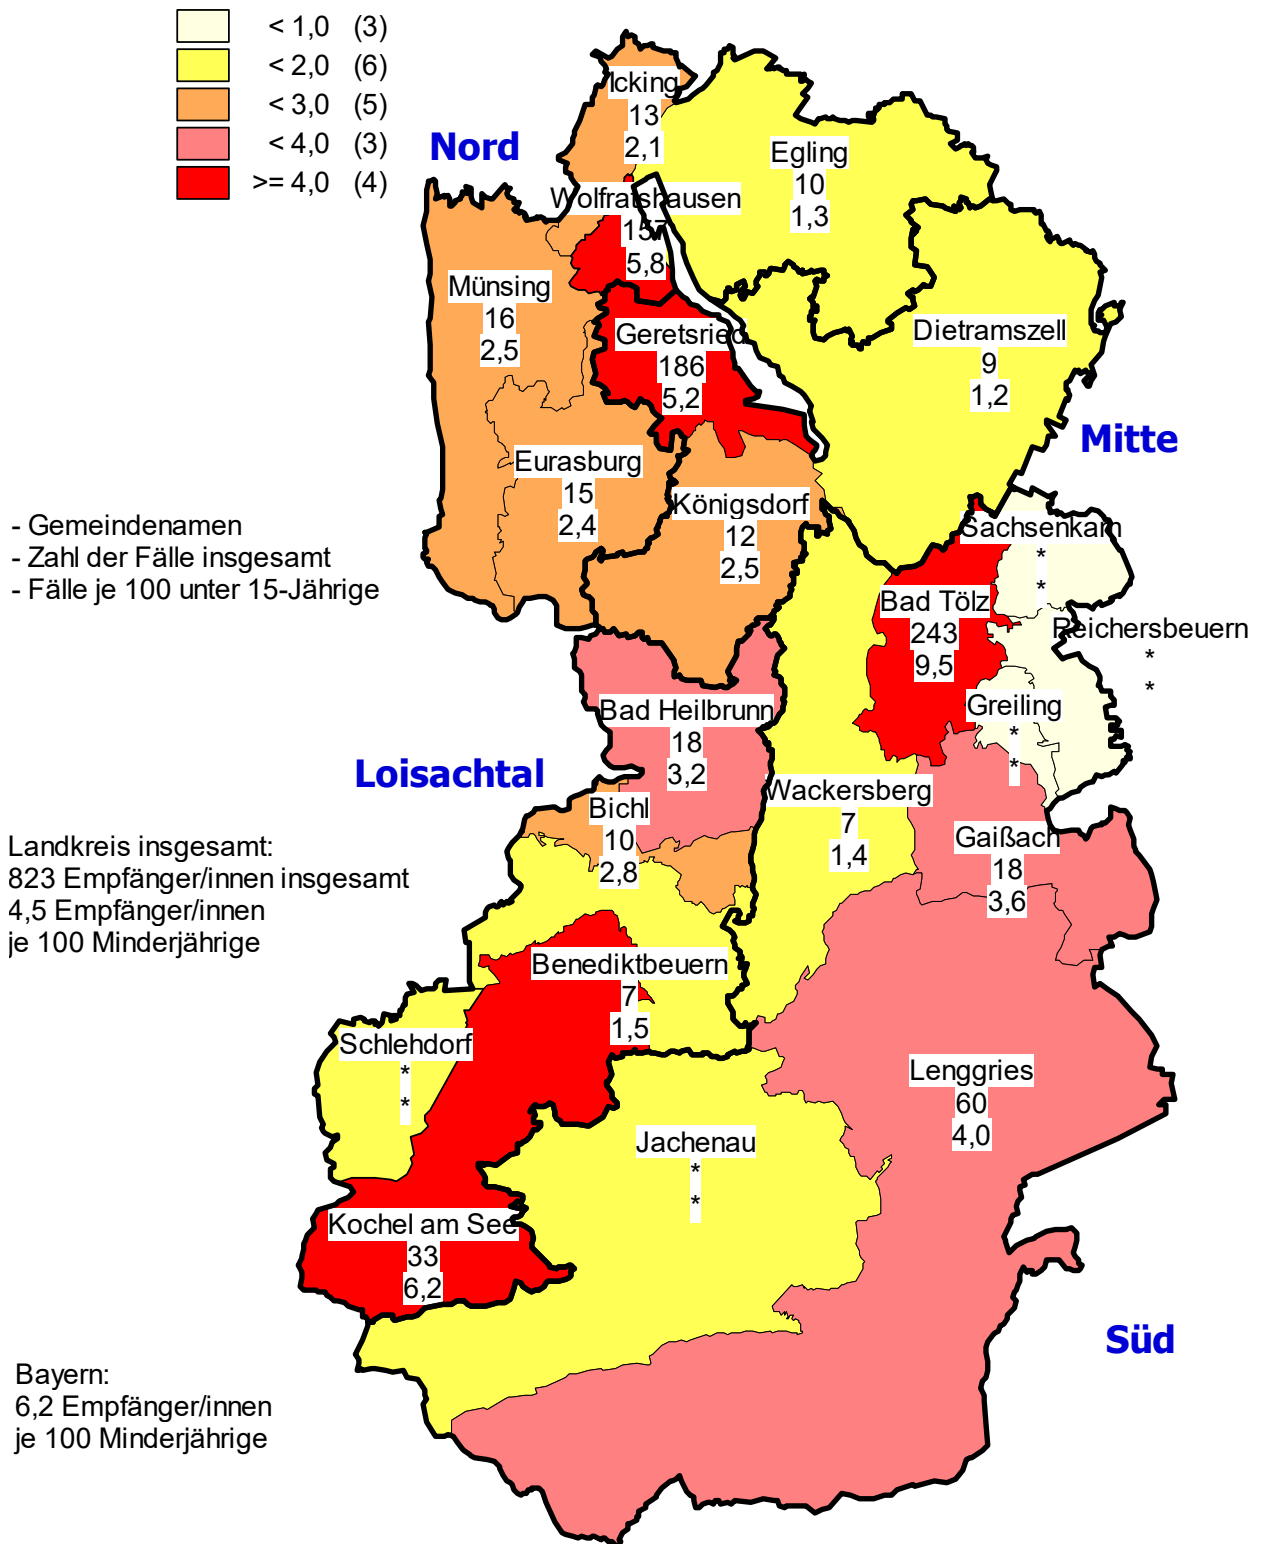 < 1,0 (3)
< 2,0 (6)
< 3,0 (5)
< 4,0 (3)
>= 4,0 (4)
Nord
Icking
13
2,1
Egling
10
1,3
Wolfratshausen
157
5,8
Münsing
16
2,5
Geretsried
186
5,2
Dietramszell
9
1,2
Mitte
Eurasburg
15
2,4
Königsdorf
12
2,5
- Gemeindenamen
- Zahl der Fälle insgesamt
- Fälle je 100 unter 15-Jährige
Sachsenkam
*
*
Bad Tölz
243
9,5
Reichersbeuern
*
*
Greiling
*
*
Bad Heilbrunn
18
3,2
Loisachtal
Wackersberg
7
1,4
Bichl
10
2,8
Gaißach
18
3,6
Landkreis insgesamt:
823 Empfänger/innen insgesamt
4,5 Empfänger/innen
je 100 Minderjährige
Benediktbeuern
7
1,5
Schlehdorf
*
*
Lenggries
60
4,0
Jachenau
*
*
Kochel am See
33
6,2
Süd
Bayern:
6,2 Empfänger/innen
je 100 Minderjährige